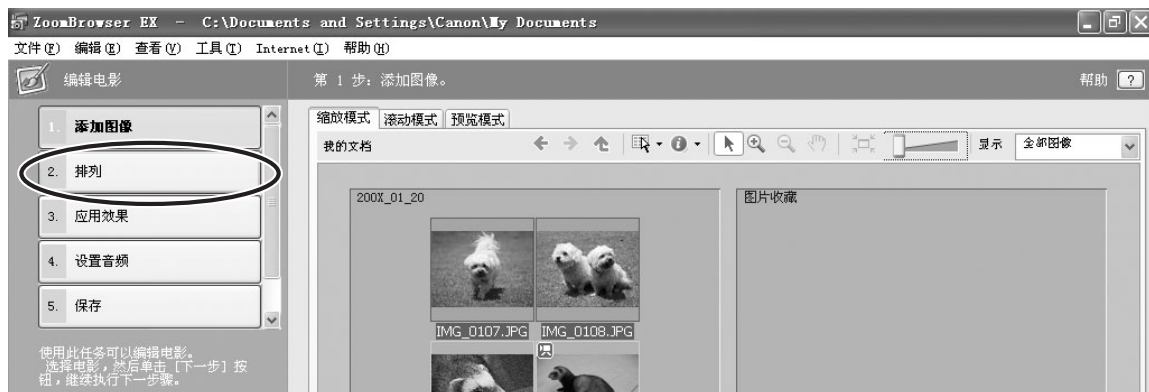 ZoomBrowser EX - C:\Documents and Settings\Canon\My Documents
文件(F) 编辑(E) 查看(V) 工具(T) Internet(I) 帮助(H)
编辑电影
第 1 步: 添加图像。
帮助 ?
1. 添加图像
2. 排列
3. 应用效果
4. 设置音频
5. 保存
使用此任务可以编辑电影。
选择电影，然后单击 [下一步] 按
钮，继续执行下一步骤。
缩放模式 滚动模式 预览模式
我的文档
显示 全部图像
200X_01_20
图片收藏
IMG_0107.JPG IMG_0108.JPG